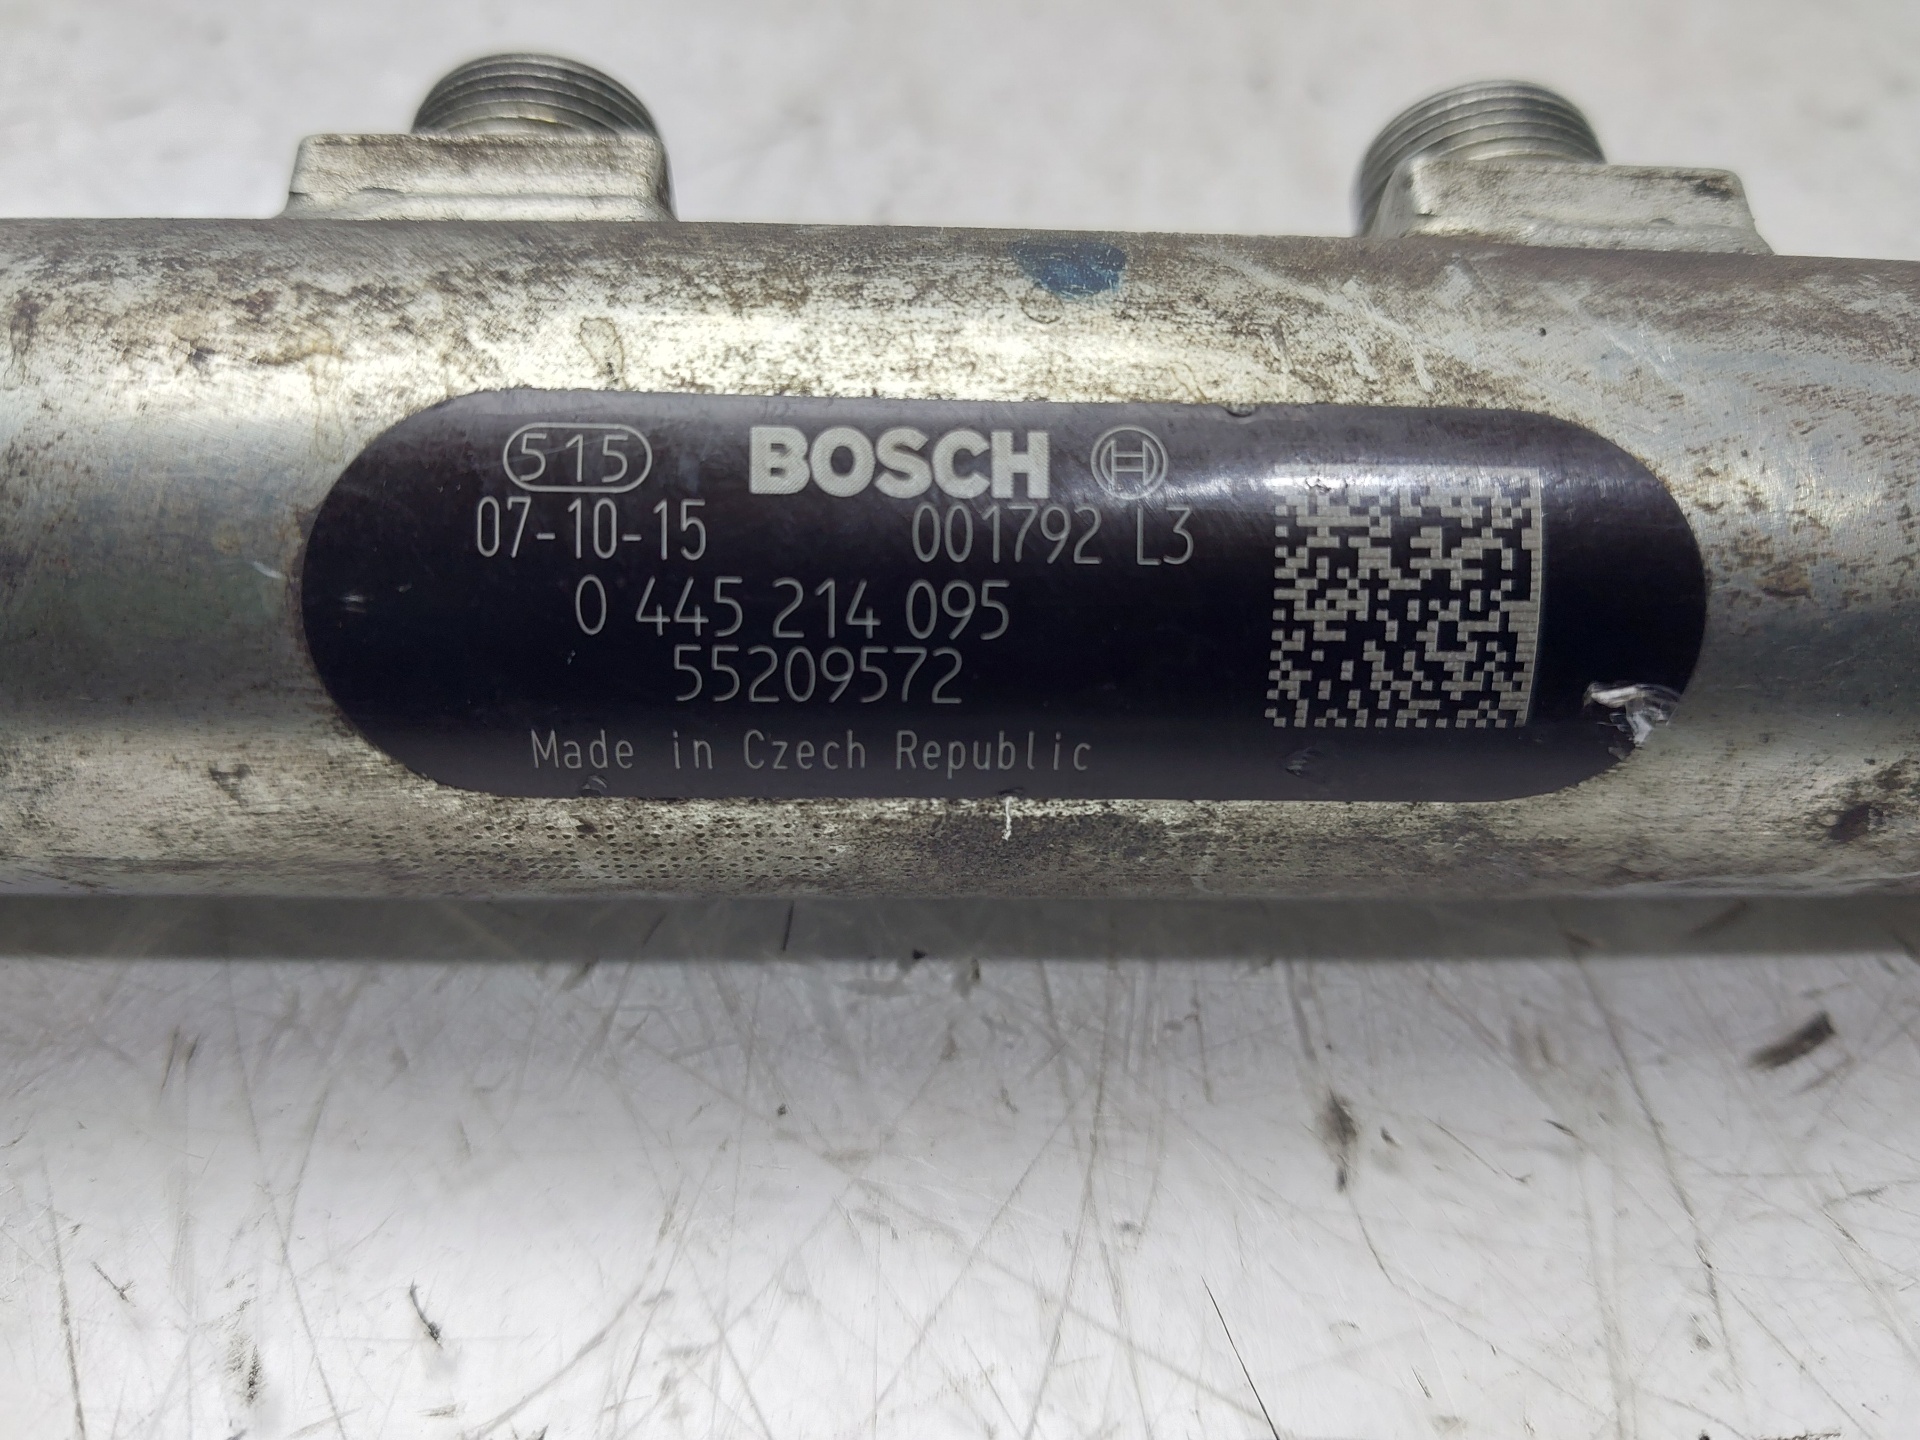 515 BOSCH
07-10-15 001792 L3
0 445 214 095
55209572
Made in Czech Republic